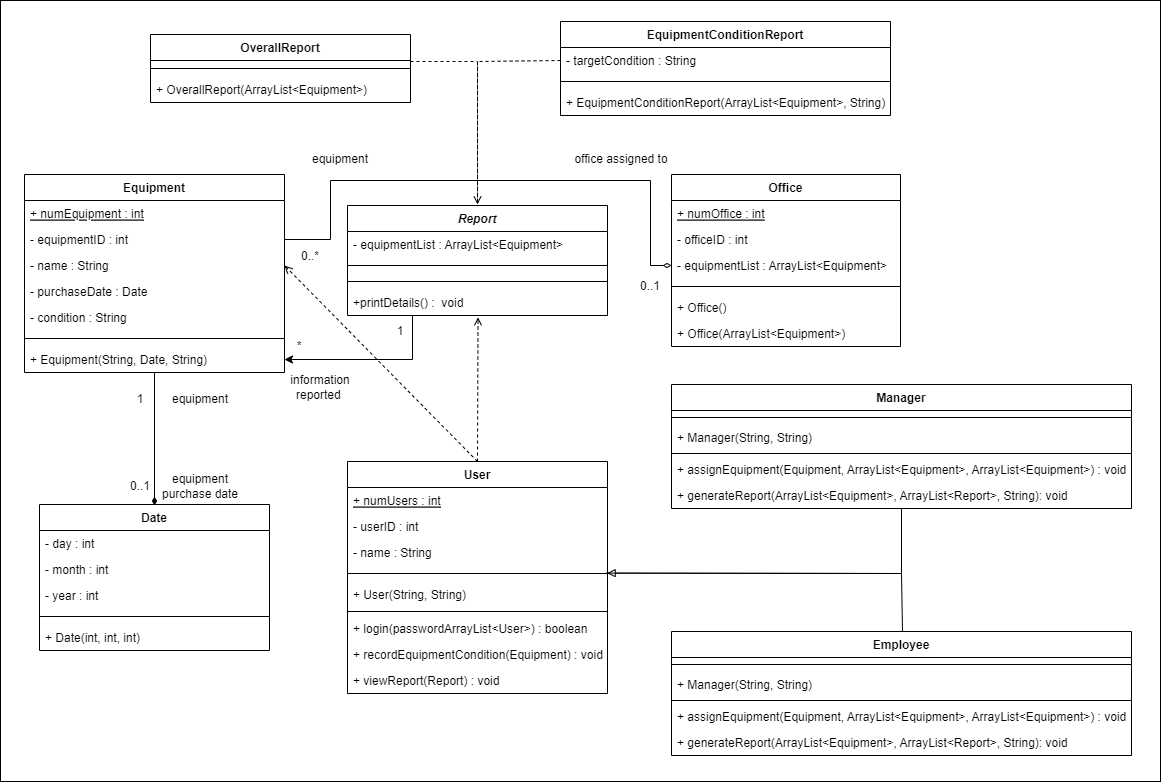 OverallReport
+ OverallReport(ArrayList<Equipment>)
EquipmentConditionReport
- targetCondition : String
+ EquipmentConditionReport(ArrayList<Equipment>, String)
equipment
office assigned to
Equipment
+ numEquipment : int
- equipmentID : int
- name : String
- purchaseDate : Date
- condition : String
+ Equipment(String, Date, String)
0..*
Report
- equipmentList : ArrayList<Equipment>
+printDetails() : void
Office
+ numOffice : int
- officeID : int
- equipmentList : ArrayList<Equipment>
+ Office()
+ Office(ArrayList<Equipment>)
0..1
1
*
information
reported
1
equipment
0..1
equipment
purchase date
Date
- day : int
- month : int
- year : int
+ Date(int, int, int)
User
+ numUsers : int
- userID : int
- name : String
+ User(String, String)
+ login(passwordArrayList<User>) : boolean
+ recordEquipmentCondition(Equipment) : void
+ viewReport(Report) : void
Manager
+ Manager(String, String)
+ assignEquipment(Equipment, ArrayList<Equipment>, ArrayList<Equipment>) : void
+ generateReport(ArrayList<Equipment>, ArrayList<Report>, String): void
Employee
+ Manager(String, String)
+ assignEquipment(Equipment, ArrayList<Equipment>, ArrayList<Equipment>) : void
+ generateReport(ArrayList<Equipment>, ArrayList<Report>, String): void